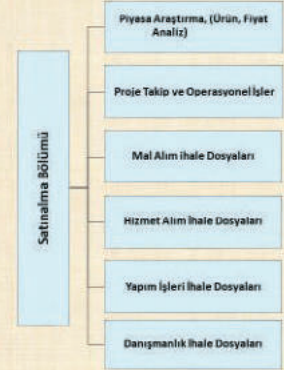 Satınalma Bölümü
Piyasa Araştırma, (Ürün, Fiyat
Analiz)
Proje Takip ve Operasyonel İşler
Mal Alım ihale Dosyaları
Hizmet Alım İhale Dosyaları
Yapım İşleri İhale Dosyaları
Danışmanlık İhale Dosyaları